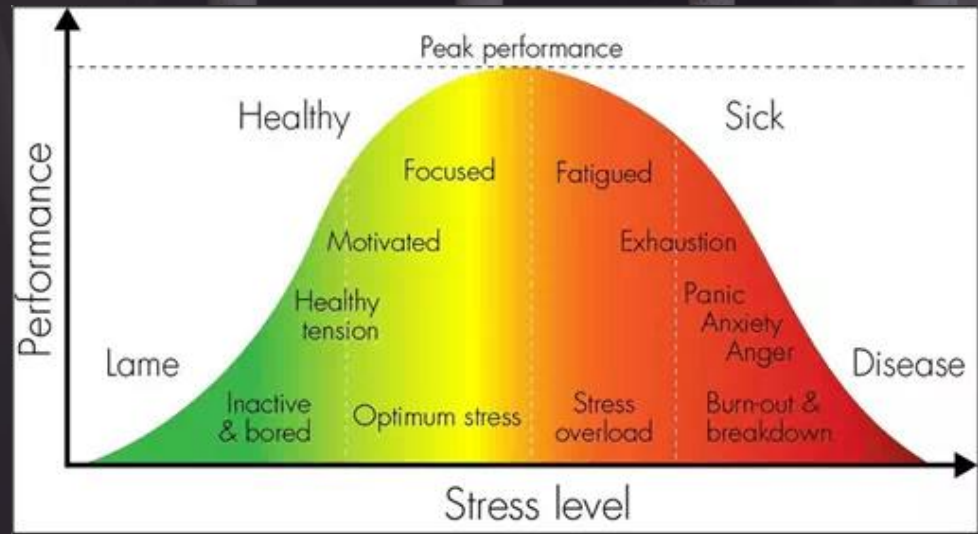 Peak performance
Healthy
Sick
Focused
Fatigued
Motivated
Exhaustion
Healthy
tension
Panic
Anxiety
Anger
Lame
Disease
Inactive
& bored
Optimum stress
Stress
overload
Burn-out &
breakdown
Performance
Stress level